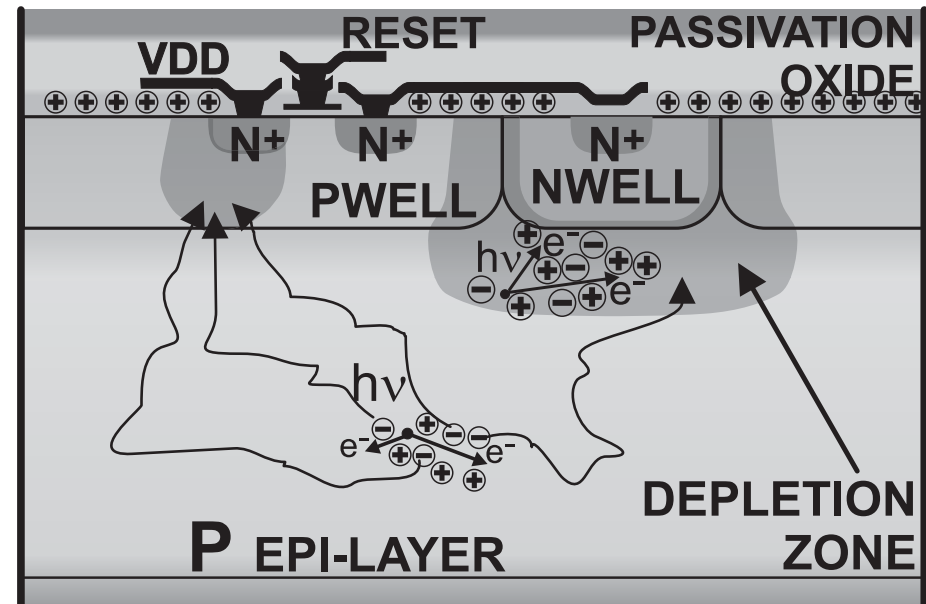 RESET
PASSIVATION
VDD
OXIDE
N+
N+
N+
PWELL
NWELL
hν
e-
e-
hν
e-
e-
DEPLETION
ZONE
P EPI-LAYER